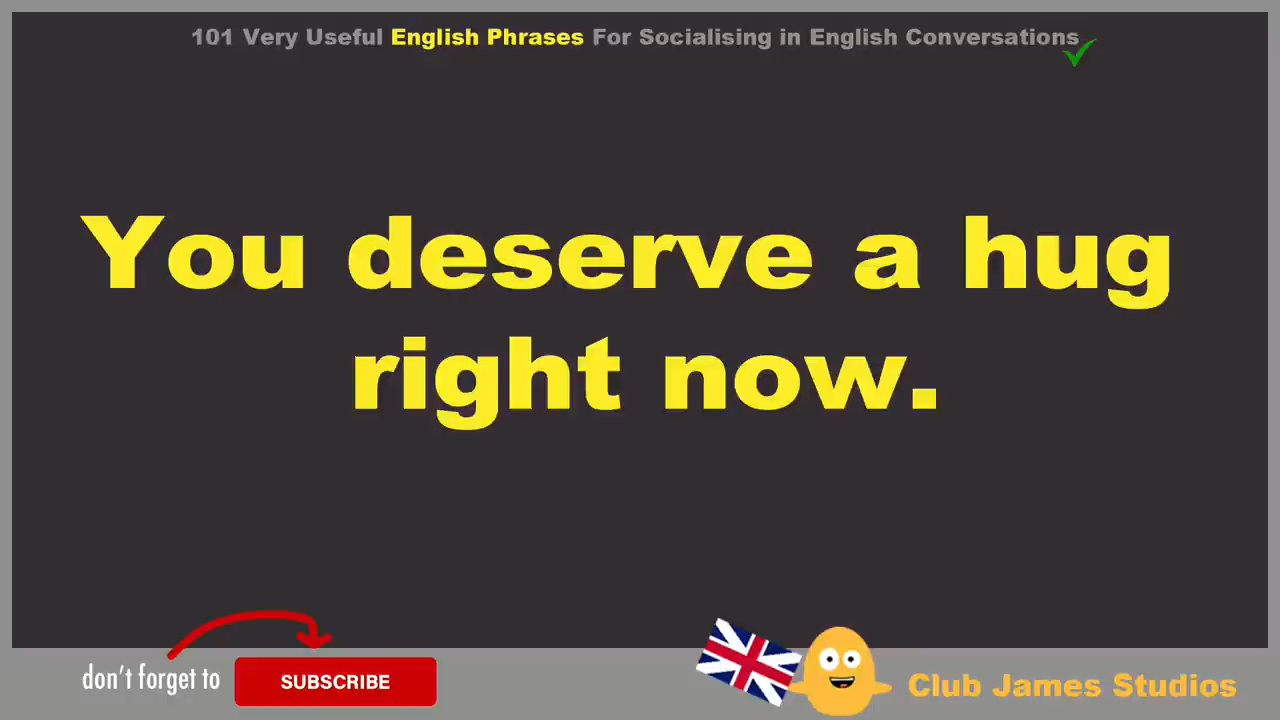 101 Very Useful English Phrases For Socialising in English Conversations
You deserve a hug
right now.
don't forget to
SUBSCRIBE
Club James Studios